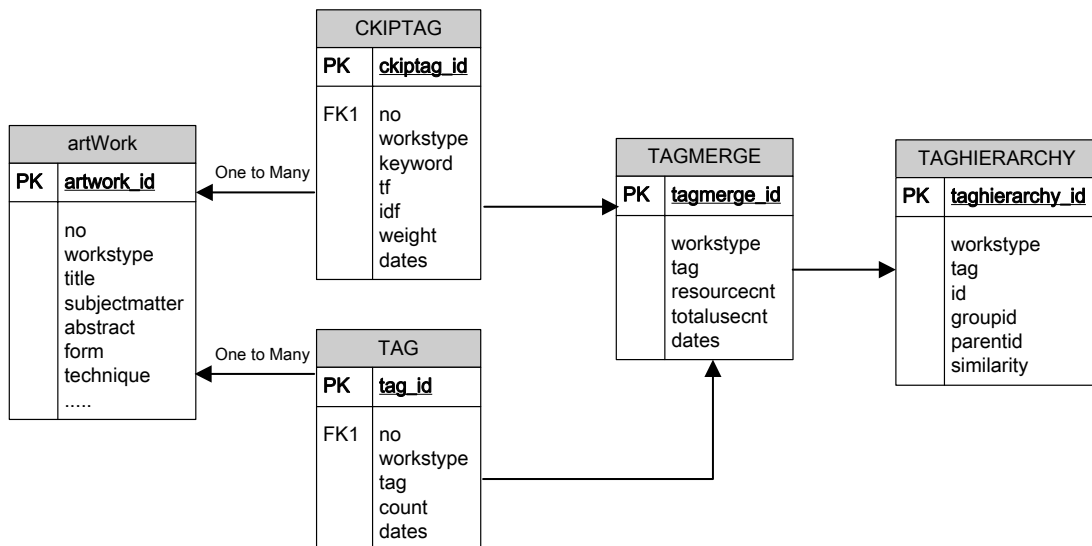 artWork
PK artwork_id
no
workstype
title
subjectmatter
abstract
form
technique
.....
One to Many
One to Many
CKIPTAG
PK ckiptag_id
FK1 no
workstype
keyword
tf
idf
weight
dates
TAG
PK tag_id
FK1 no
workstype
tag
count
dates
TAGMERGE
PK tagmerge_id
workstype
tag
resourcecnt
totalusecnt
dates
TAGHIERARCHY
PK taghierarchy_id
workstype
tag
id
groupid
parentid
similarity